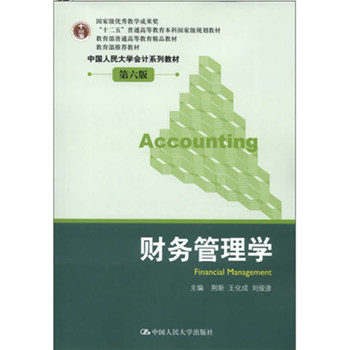 国家级优秀教学成果奖
“十二五”普通高等教育本科国家级规划教材
教育部普通高等教育精品教材
教育部推荐教材
中国人民大学会计系列教材
第六版
Accounting
财务管理学
Financial Management
主编 荆新 王化成 刘俊彦
中国人民大学出版社